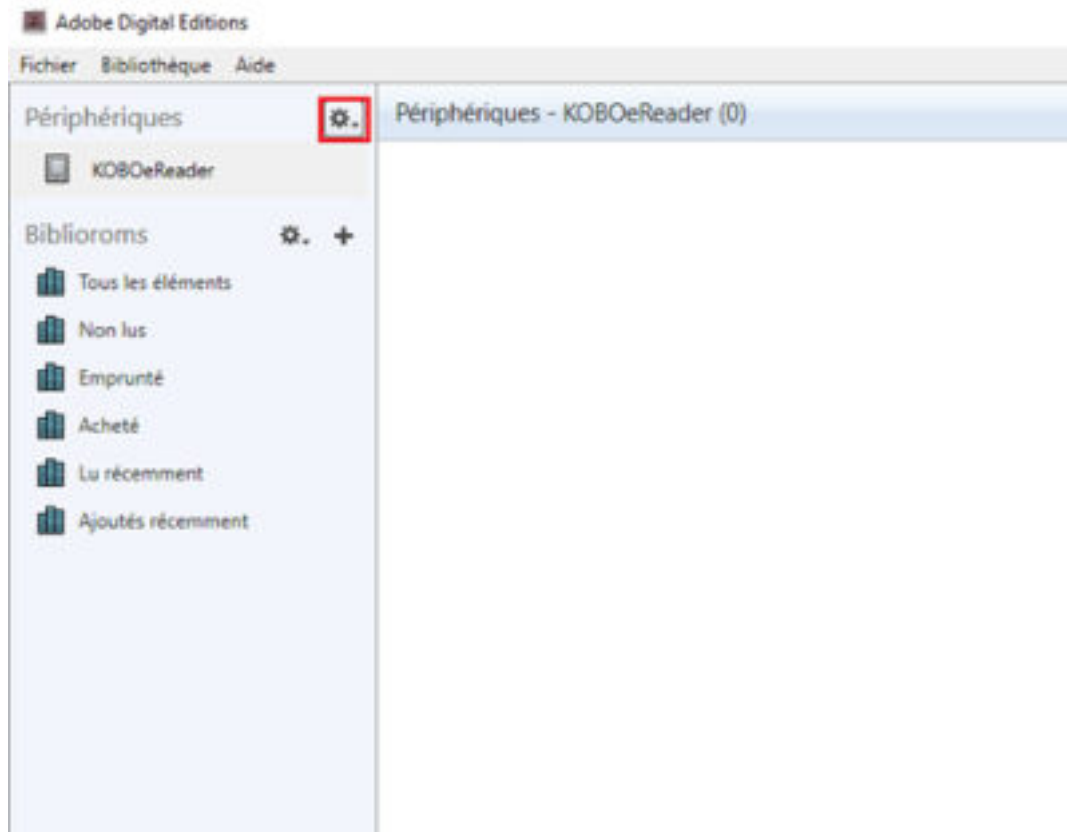 Adobe Digital Editions
Fichier Bibliothèque Aide
Périphériques
Périphériques - KOBOeReader (0)
KOBOeReader
Biblioroms
Tous les éléments
Non lus
Emprunté
Acheté
Lu récemment
Ajoutés récemment